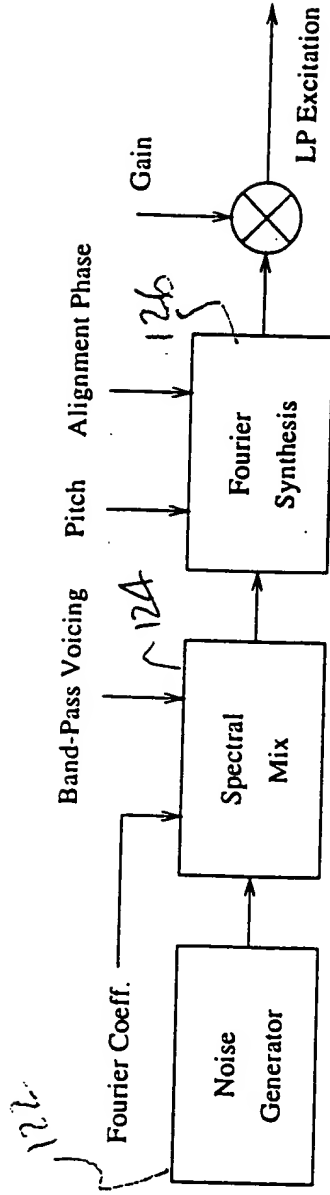 122
Fourier Coeff.
Band-Pass Voicing
124
Pitch
Alignment Phase
126
Gain
Noise
Generator
Spectral
Mix
Fourier
Synthesis
LP Excitation